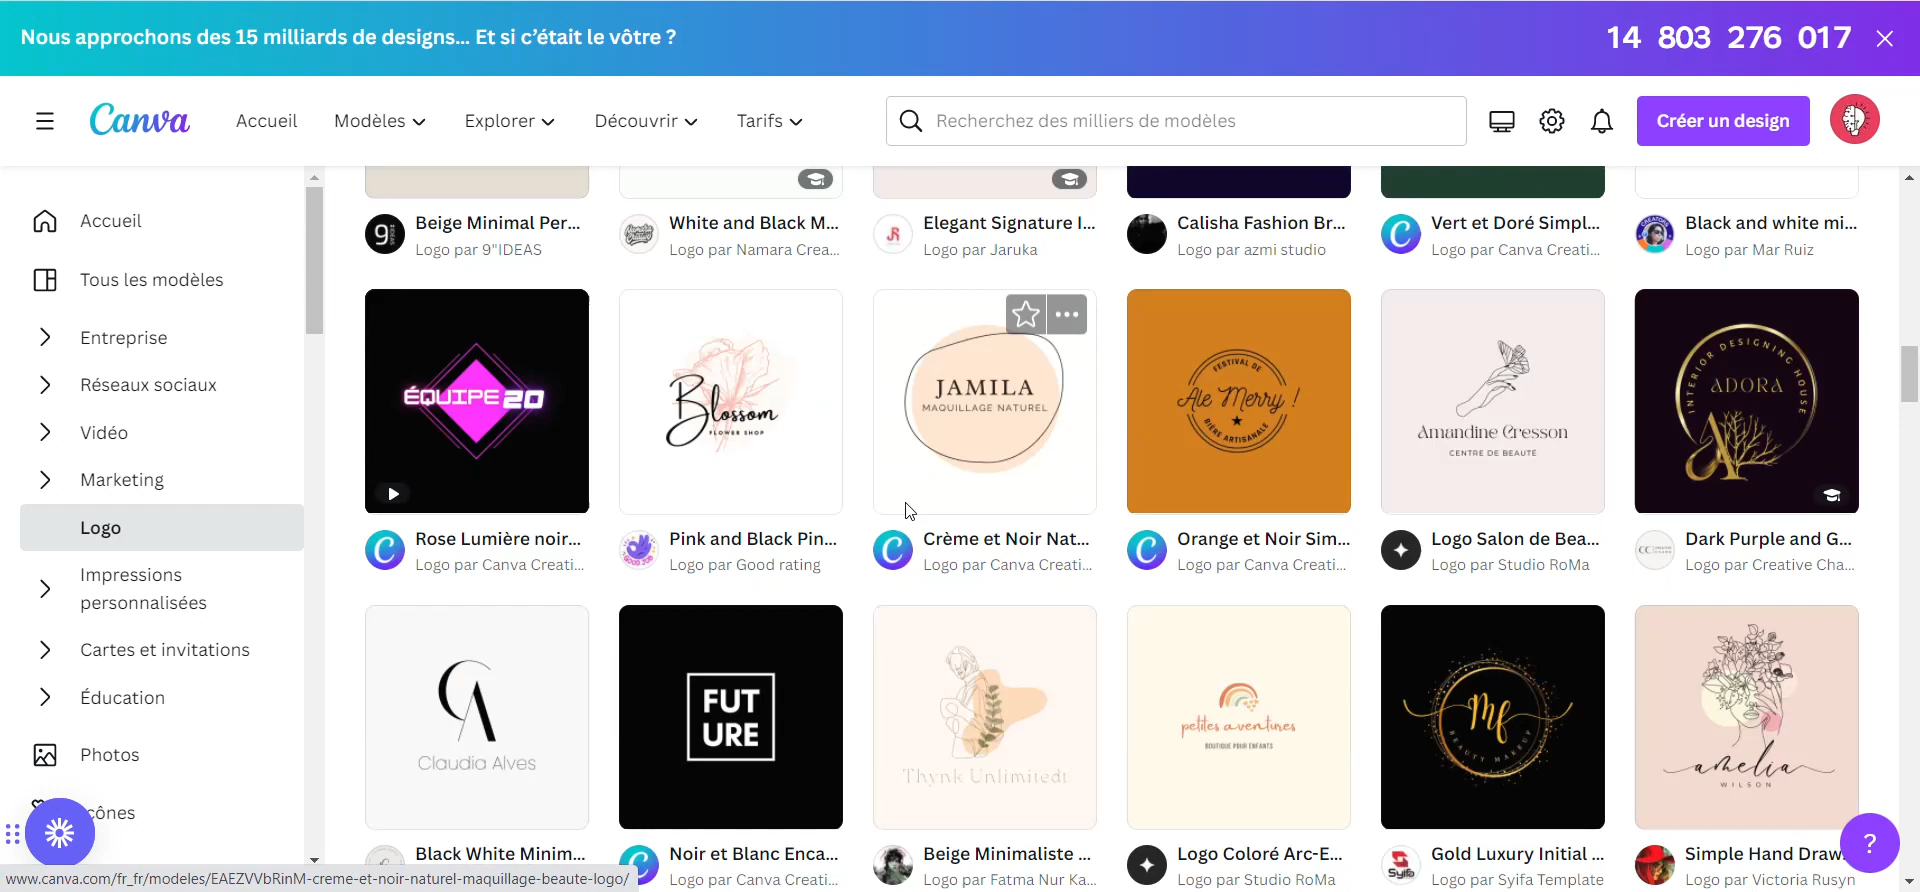 Nous approchons des 15 milliards de designs... Et si c’était le vôtre ?
14 803 276 017
Canva
Accueil
Modèles
Explorer
Découvrir
Tarifs
Recherchez des milliers de modèles
Créer un design
Accueil
Tous les modèles
Entreprise
Réseaux sociaux
Vidéo
Marketing
Logo
Impressions
personnalisées
Cartes et invitations
Éducation
Photos
cônes
Beige Minimal Per...
Logo par 9"IDEAS
White and Black M...
Logo par Namara Crea...
Elegant Signature I...
Logo par Jaruka
Calisha Fashion Br...
Logo par azmi studio
Vert et Doré Simpl...
Logo par Canva Creati...
Black and white mi...
Logo par Mar Ruiz
ÉQUIPE 20
Blossom
FLOWER SHOP
JAMILA
MAQUILLAGE NATUREL
FESTIVAL DE
Ale Merry !
BIÈRE ARTISANALE
Amandine Cresson
CENTRE DE BEAUTÉ
INTERIOR DESIGNING HOUSE
ADORA
Rose Lumière noir...
Logo par Canva Creati...
Pink and Black Pin...
Logo par Good rating
Crème et Noir Nat...
Logo par Canva Creati...
Orange et Noir Sim...
Logo par Canva Creati...
Logo Salon de Bea...
Logo par Studio RoMa
Dark Purple and G...
Logo par Creative Cha...
CA
Claudia Alves
FUT
URE
Thynk Unlimitedt
petites aventures
BOUTIQUE POUR ENFANTS
Mf
BEAUTY MAKEUP
amelia
WILSON
Black White Minim...
Noir et Blanc Enca...
Logo par Canva Creati...
Beige Minimaliste ...
Logo par Fatma Nur Ka...
Logo Coloré Arc-E...
Logo par Studio RoMa
Gold Luxury Initial ...
Logo par Syifa Template
Simple Hand Draw
Logo par Victoria Rusyn
?
www.canva.com/fr_fr/modeles/EAEZVVbRinM-creme-et-noir-naturel-maquillage-beaute-logo/